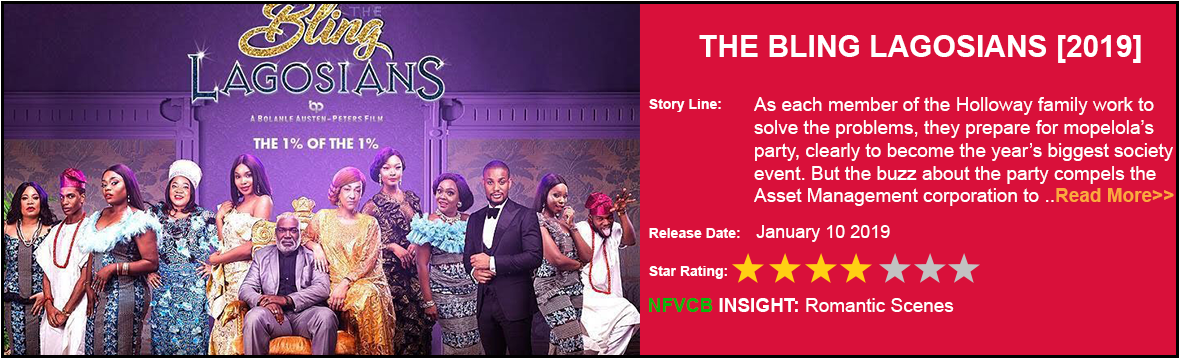 THE
Bling
LAGOSIANS
A BOLANLE AUSTEN-PETERS FILM
THE 1% OF THE 1%
THE BLING LAGOSIANS [2019]
Story Line: As each member of the Holloway family work to
solve the problems, they prepare for mopelola's
party, clearly to become the year's biggest society
event. But the buzz about the party compels the
Asset Management corporation to ..Read More>>
Release Date: January 10 2019
Star Rating:
NFVCB INSIGHT: Romantic Scenes